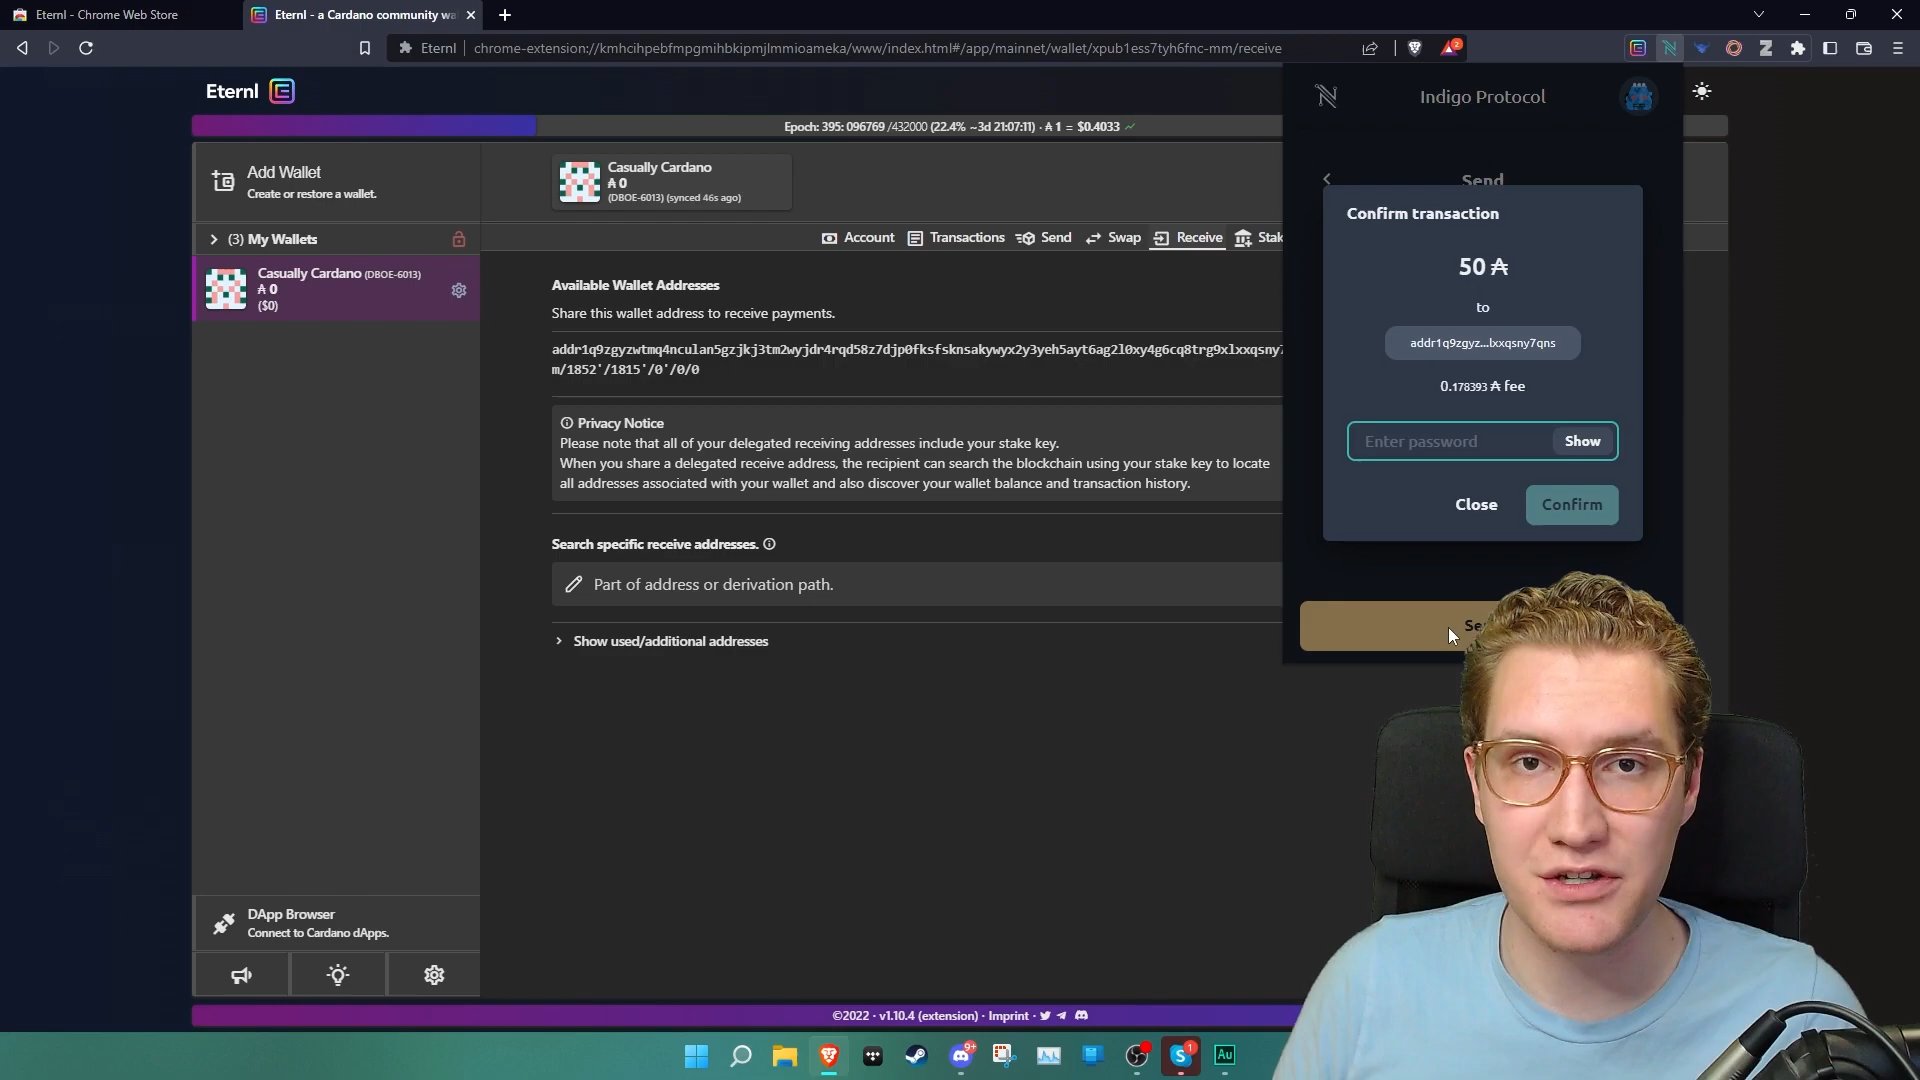 Eternl - Chrome Web Store
Eternl - a Cardano community wa
Eternl
chrome-extension://kmhcihpebfmpgmihbkipmjlmmioameka/www/index.html#/app/mainnet/wallet/xpub1ess7tyh6fnc-mm/receive
2
Eternl
Indigo Protocol
Epoch: 395: 096769 /432000 (22.4% ~3d 21:07:11) · ₳ 1 = $0.4033
Add Wallet
Create or restore a wallet.
Casually Cardano
₳ 0
(DBOE-6013) (synced 46s ago)
Send
(3) My Wallets
Account
Transactions
Send
Swap
Receive
Stak
Casually Cardano (DBOE-6013)
₳ 0
($0)
Available Wallet Addresses
Share this wallet address to receive payments.
addr1q9zgyzwtmq4nculan5gzjkj3tm2wyjdr4rqd58z7djp0fksfsknsakywyx2y3yeh5ayt6ag2l0xy4g6cq8trg9xlxxqsny7
m/1852'/1815'/0'/0/0
Privacy Notice
Please note that all of your delegated receiving addresses include your stake key.
When you share a delegated receive address, the recipient can search the blockchain using your stake key to locate
all addresses associated with your wallet and also discover your wallet balance and transaction history.
Search specific receive addresses.
Part of address or derivation path.
Show used/additional addresses
Confirm transaction
50 ₳
to
addr1q9zgyz...lxxqsny7qns
0.178393 ₳ fee
Enter password
Show
Close
Confirm
Se
DApp Browser
Connect to Cardano dApps.
©2022 · v1.10.4 (extension) · Imprint ·
9+
1
Au